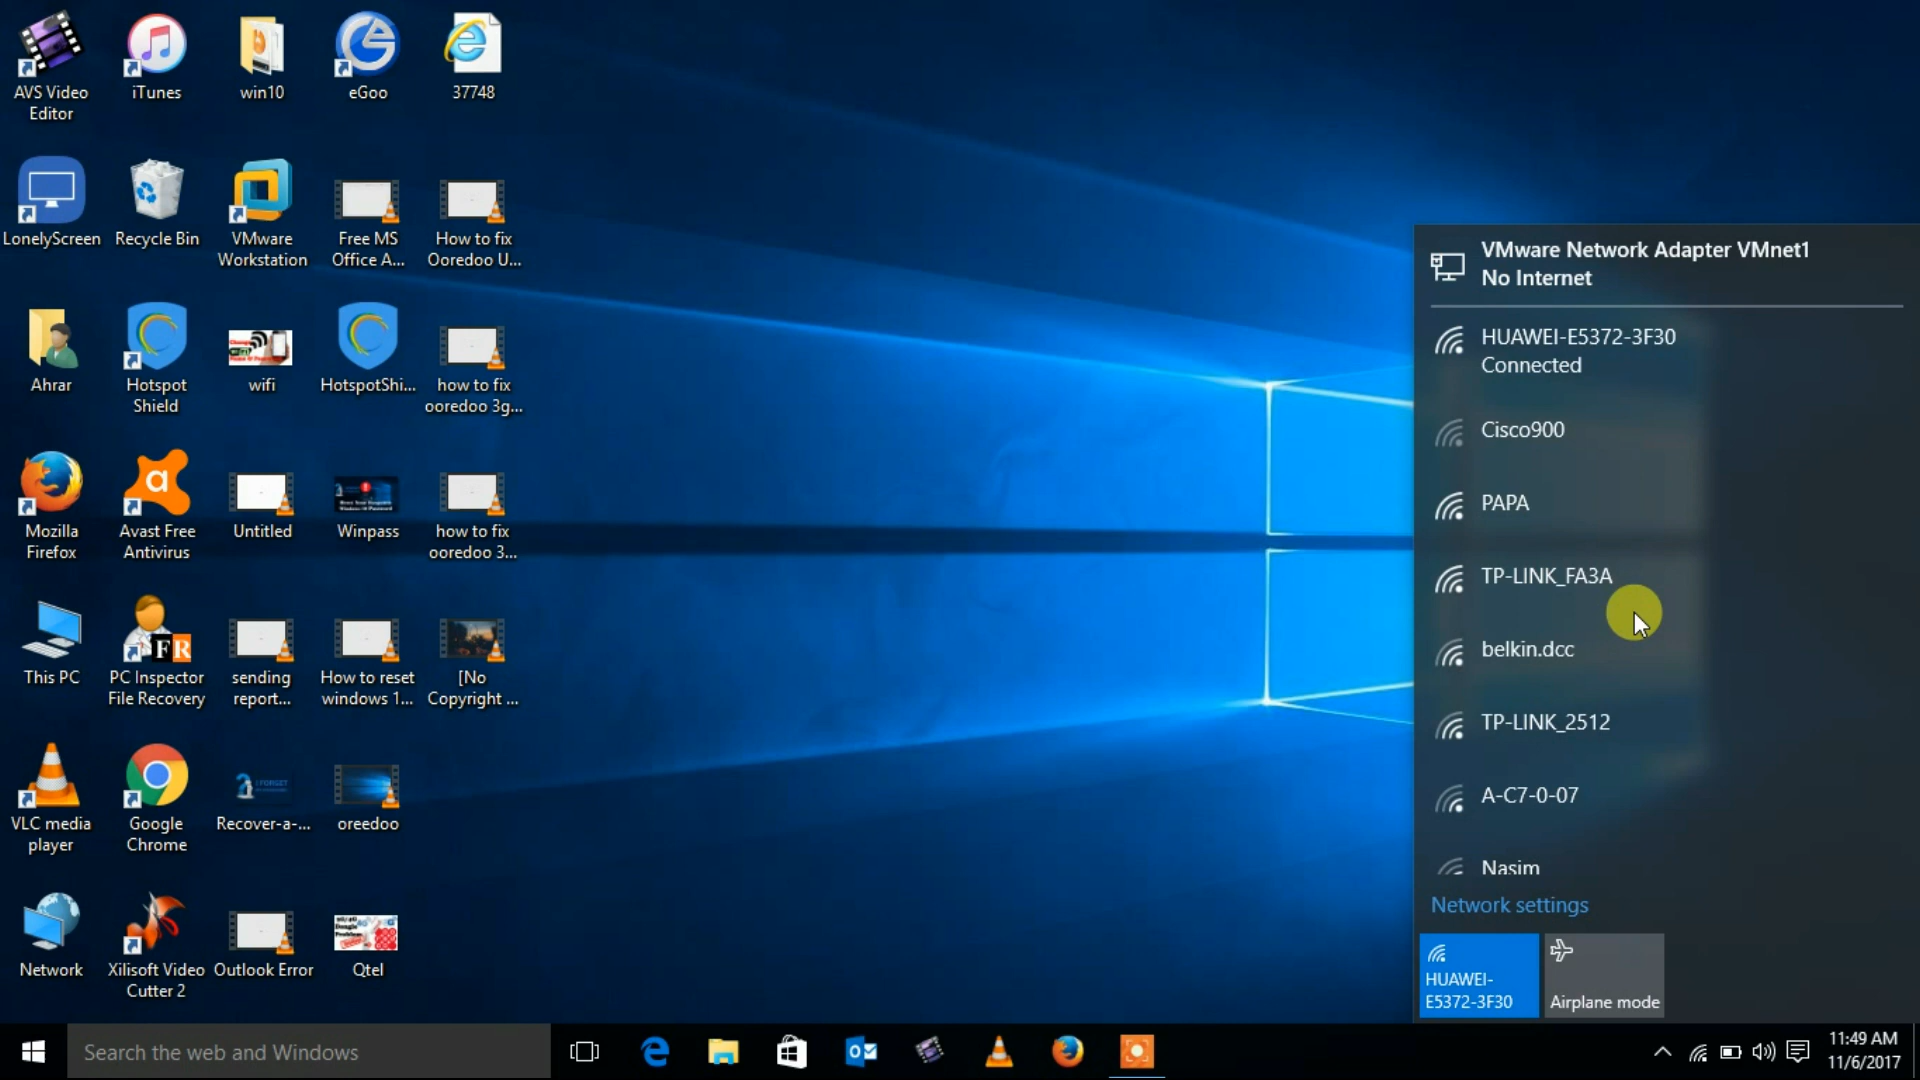 AVS Video
Editor
iTunes
win10
eGoo
37748
LonelyScreen
Recycle Bin
VMware
Workstation
Free MS
Office A...
How to fix
Ooredoo U...
Ahrar
Hotspot
Shield
wifi
HotspotShi...
how to fix
ooredoo 3g...
Mozilla
Firefox
Avast Free
Antivirus
Untitled
Winpass
how to fix
ooredoo 3...
This PC
FR
PC Inspector
File Recovery
sending
report...
How to reset
windows 1...
[No
Copyright ...
VLC media
player
Google
Chrome
Recover-a-...
oreedoo
Network
Xilisoft Video
Cutter 2
Outlook Error
Qtel
VMware Network Adapter VMnet1
No Internet
HUAWEI-E5372-3F30
Connected
Cisco900
PAPA
TP-LINK_FA3A
belkin.dcc
TP-LINK_2512
A-C7-0-07
Nasim
Network settings
HUAWEI-
E5372-3F30
Airplane mode
Search the web and Windows
11:49 AM
11/6/2017